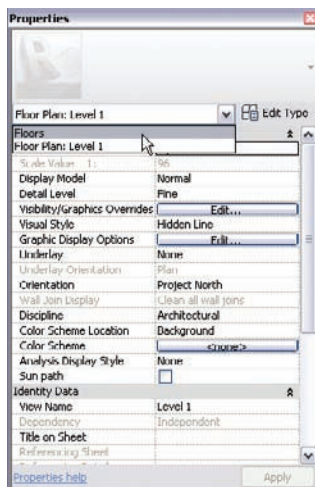 Properties
Floor Plan: Level 1 Edit Type
Floors
Floor Plan: Level 1
Scale Value 1: 96
Display Model Normal
Detail Level Fine
Visibility/Graphics Overrides Edit...
Visual Style Hidden Line
Graphic Display Options Edit...
Underlay None
Underlay Orientation Plan
Orientation Project North
Wall Join Display Clean all wall joins
Discipline Architectural
Color Scheme Location Background
Color Scheme <none>
Analysis Display Style None
Sun path
Identity Data
View Name Level 1
Dependency Independent
Title on Sheet
Referencing Sheet
Properties help Apply